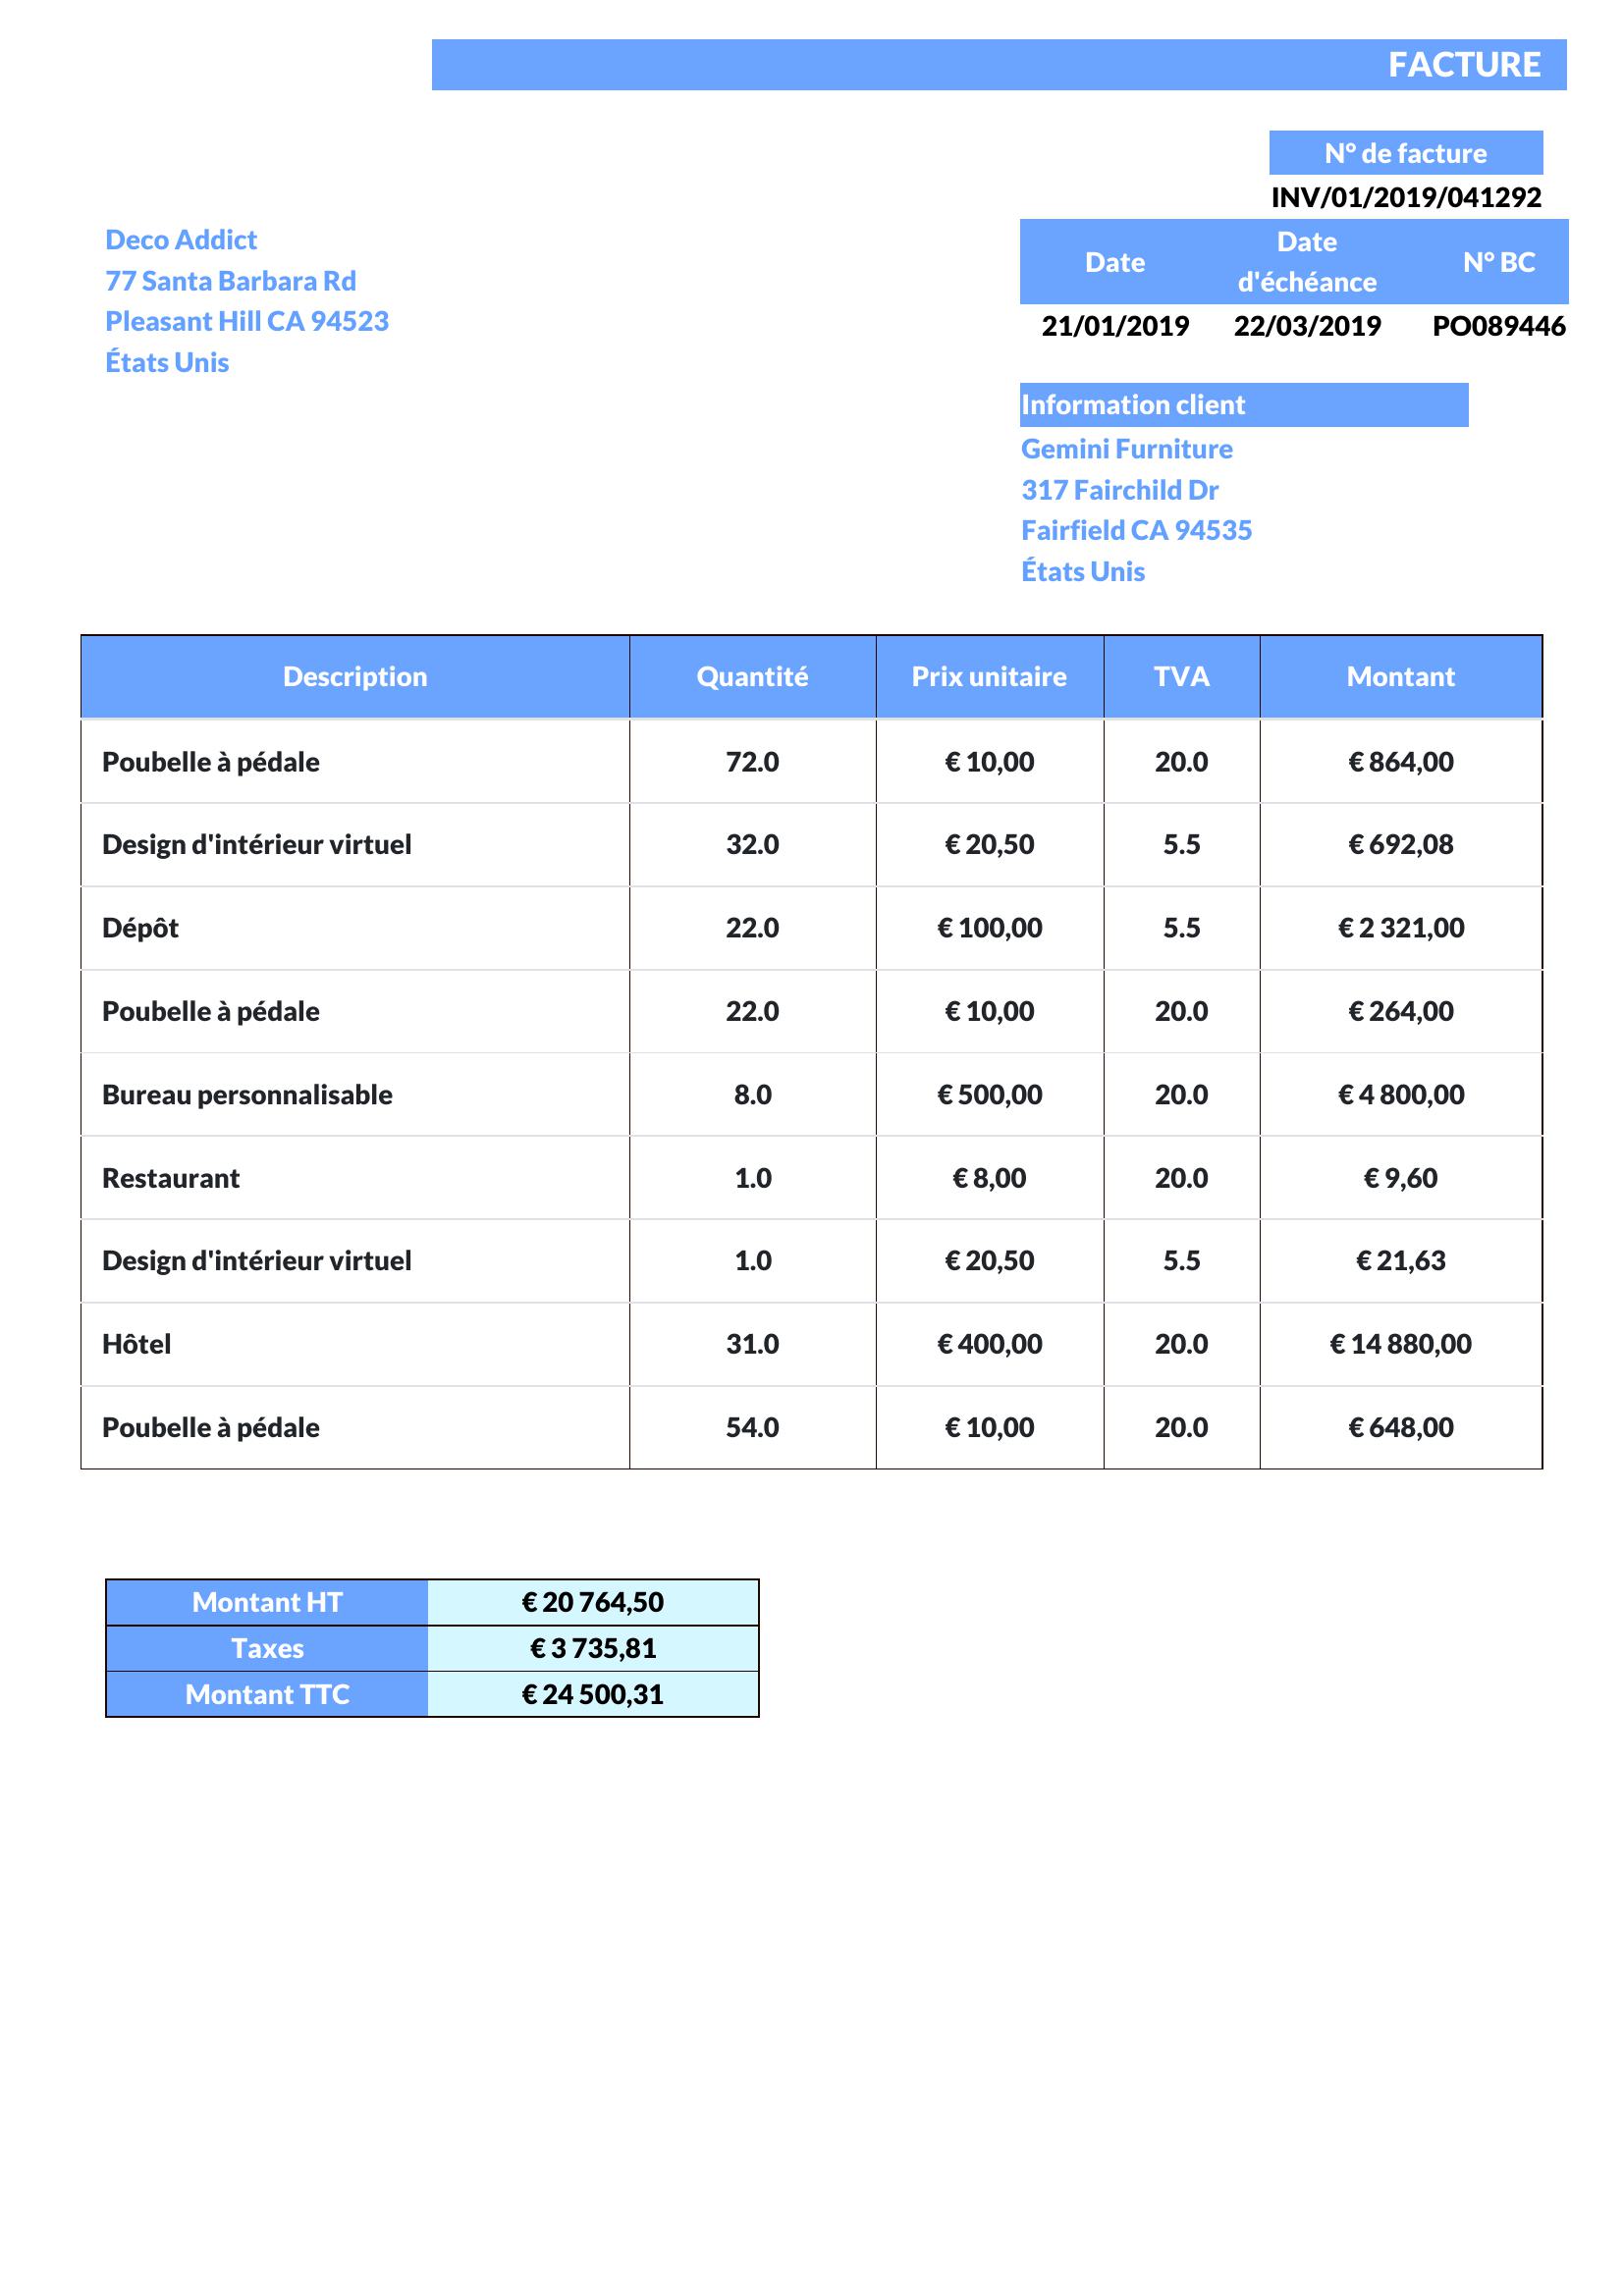 FACTURE
N° de facture
INV/01/2019/041292
Deco Addict
77 Santa Barbara Rd
Pleasant Hill CA 94523
États Unis
Date Date d'échéance N° BC
21/01/2019 22/03/2019 PO089446
Information client
Gemini Furniture
317 Fairchild Dr
Fairfield CA 94535
États Unis
Description Quantité Prix unitaire TVA Montant
Poubelle à pédale 72.0 € 10,00 20.0 € 864,00
Design d'intérieur virtuel 32.0 € 20,50 5.5 € 692,08
Dépôt 22.0 € 100,00 5.5 € 2 321,00
Poubelle à pédale 22.0 € 10,00 20.0 € 264,00
Bureau personnalisable 8.0 € 500,00 20.0 € 4 800,00
Restaurant 1.0 € 8,00 20.0 € 9,60
Design d'intérieur virtuel 1.0 € 20,50 5.5 € 21,63
Hôtel 31.0 € 400,00 20.0 € 14 880,00
Poubelle à pédale 54.0 € 10,00 20.0 € 648,00
Montant HT € 20 764,50
Taxes € 3 735,81
Montant TTC € 24 500,31